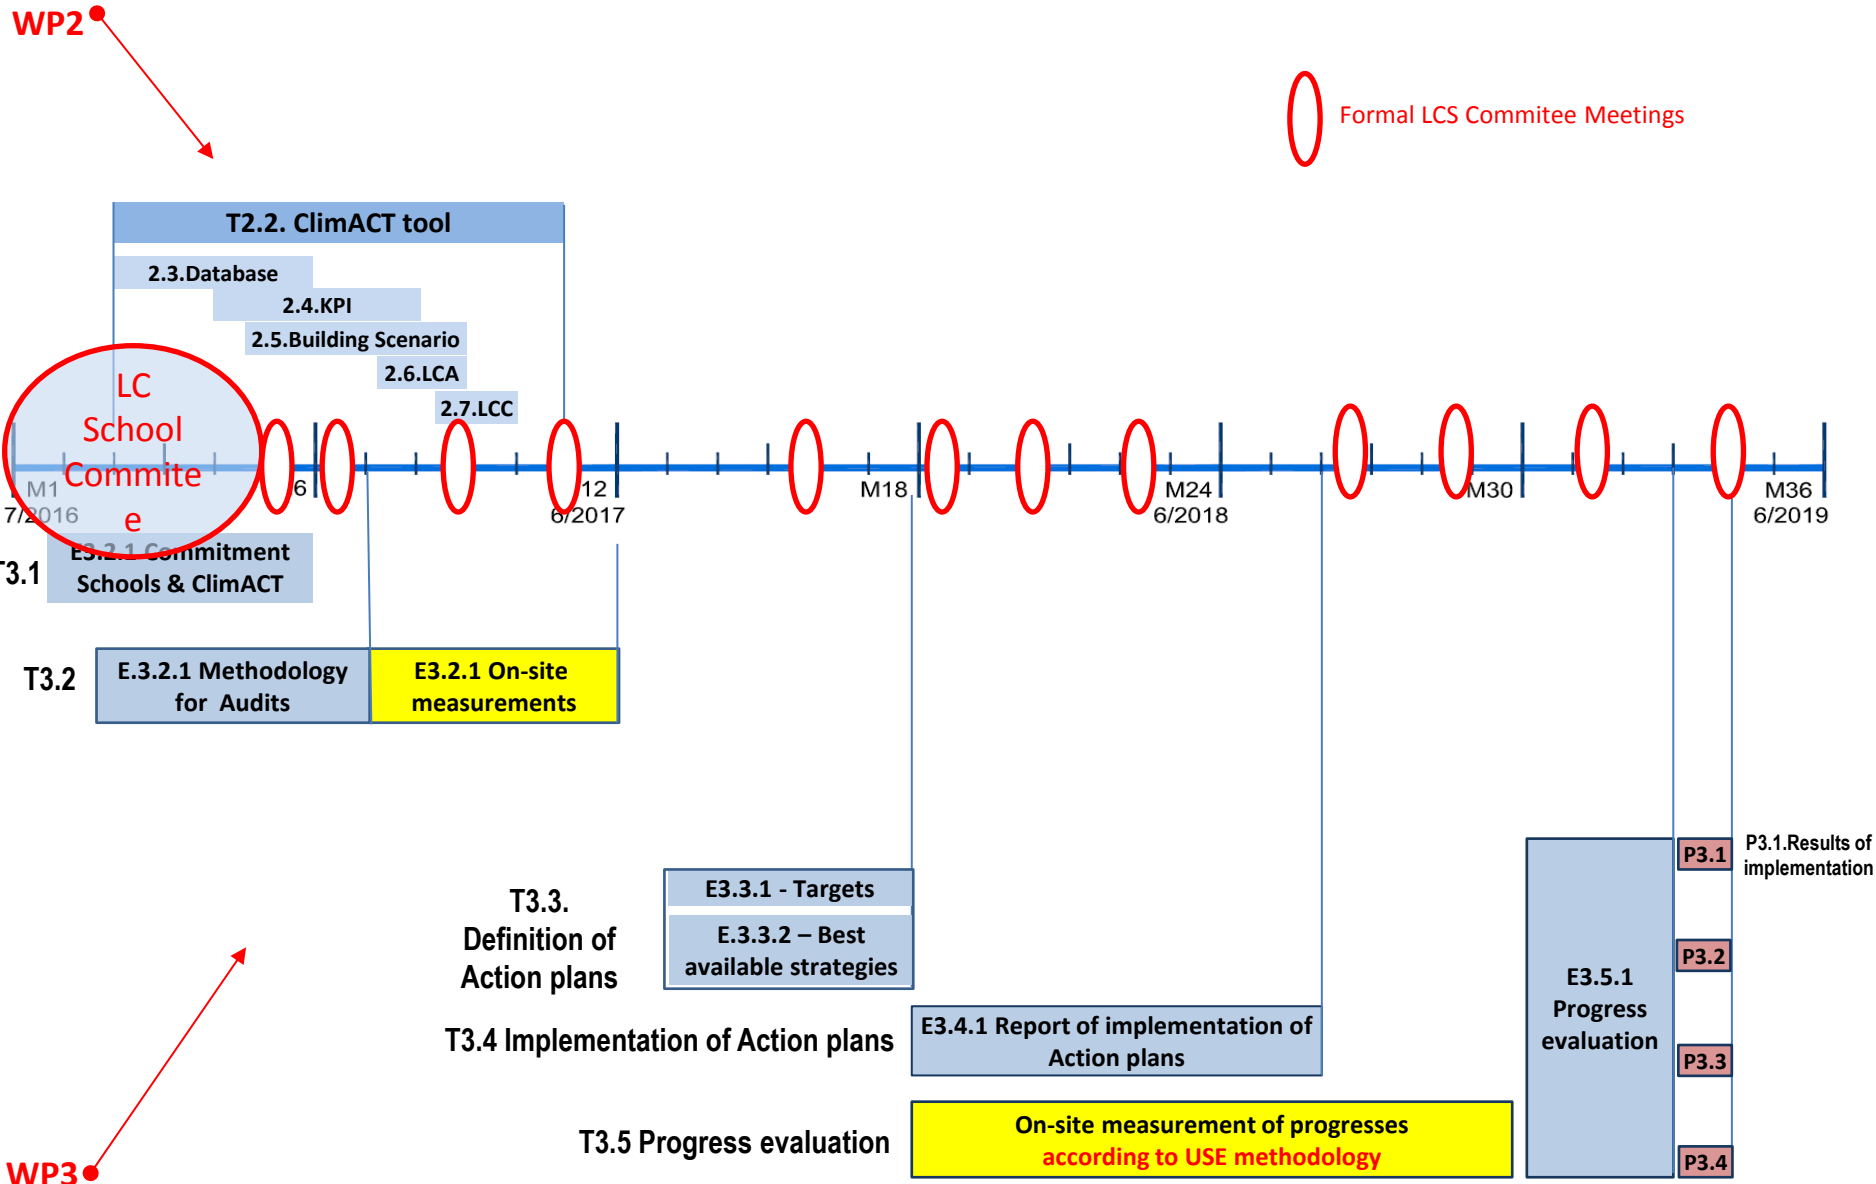 WP2
Formal LCS Commitee Meetings
T2.2. ClimACT tool
2.3.Database
2.4.KPI
2.5.Building Scenario
2.6.LCA
2.7.LCC
LC
School
Commite
e
M1
7/2016
6
12
6/2017
M18
M24
6/2018
M30
M36
6/2019
T3.1
E3.2.1 Commitment
Schools & ClimACT
T3.2
E.3.2.1 Methodology
for Audits
E3.2.1 On-site
measurements
T3.3.
Definition of
Action plans
E3.3.1 - Targets
E.3.3.2 – Best
available strategies
T3.4 Implementation of Action plans
E3.4.1 Report of implementation of
Action plans
T3.5 Progress evaluation
On-site measurement of progresses
according to USE methodology
E3.5.1
Progress
evaluation
P3.1
P3.2
P3.3
P3.4
P3.1.Results of
implementation
WP3